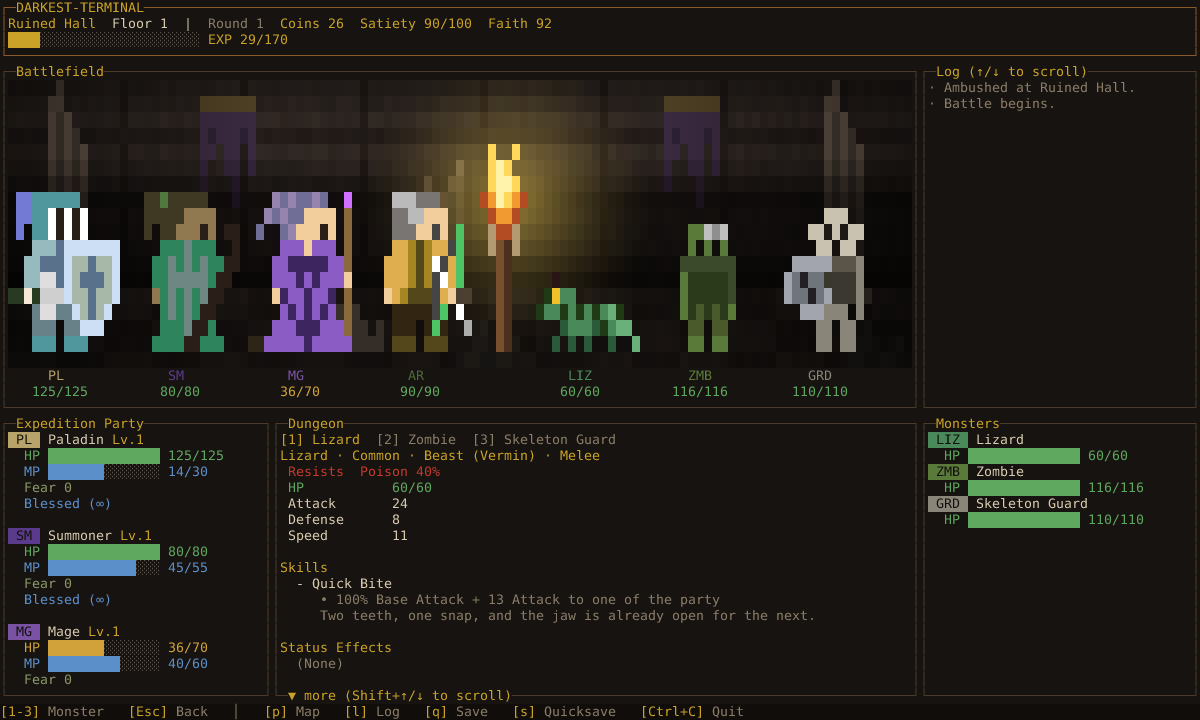 DARKEST-TERMINAL
Ruined Hall  Floor 1  |  Round 1  Coins 26  Satiety 90/100  Faith 92
EXP 29/170
Battlefield
PL SM MG AR LIZ ZMB GRD
125/125 80/80 36/70 90/90 60/60 116/116 110/110
Log (↑/↓ to scroll)
· Ambushed at Ruined Hall.
· Battle begins.
Expedition Party
PL Paladin Lv.1
HP 125/125
MP 14/30
Fear 0
Blessed (∞)
SM Summoner Lv.1
HP 80/80
MP 45/55
Fear 0
Blessed (∞)
MG Mage Lv.1
HP 36/70
MP 40/60
Fear 0
Dungeon
[1] Lizard  [2] Zombie  [3] Skeleton Guard
Lizard · Common · Beast (Vermin) · Melee
Resists  Poison 40%
HP 60/60
Attack 24
Defense 8
Speed 11
Skills
- Quick Bite
• 100% Base Attack + 13 Attack to one of the party
Two teeth, one snap, and the jaw is already open for the next.
Status Effects
(None)
▼ more (Shift+↑/↓ to scroll)
Monsters
LIZ Lizard
HP 60/60
ZMB Zombie
HP 116/116
GRD Skeleton Guard
HP 110/110
[1-3] Monster  [Esc] Back  |  [p] Map  [l] Log  [q] Save  [s] Quicksave  [Ctrl+C] Quit